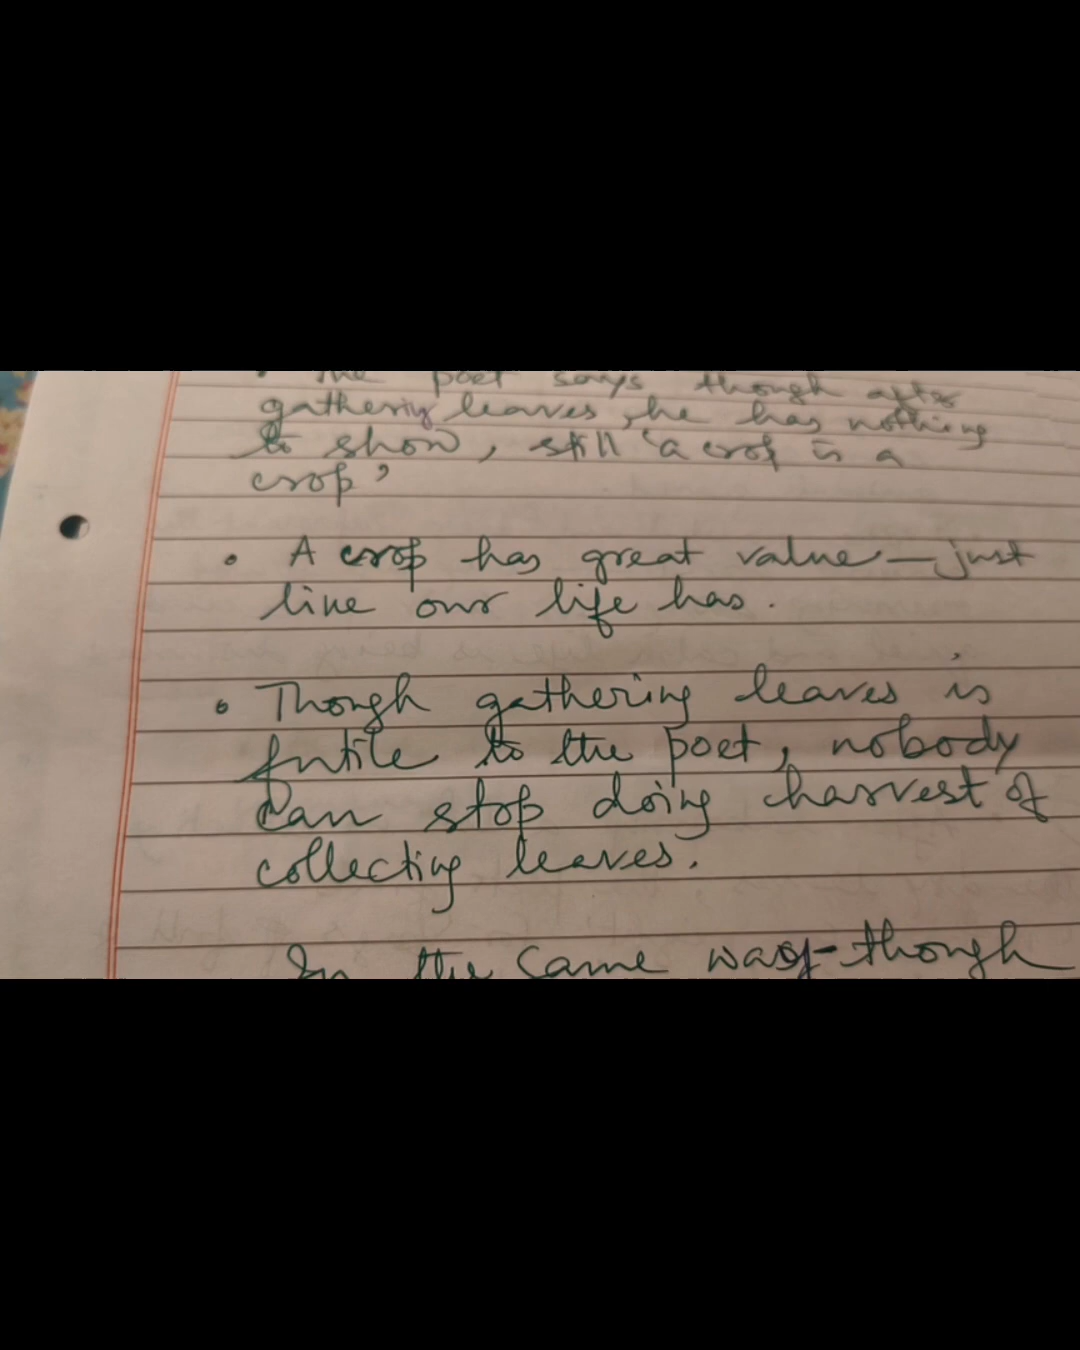 • The poet says though after
gathering leaves, he has nothing
to show, still 'a crop is a
crop'
• A crop has great value – just
like our life has.
• Though gathering leaves is
futile to the poet, nobody
can stop doing harvest of
collecting leaves.
In the same way – though